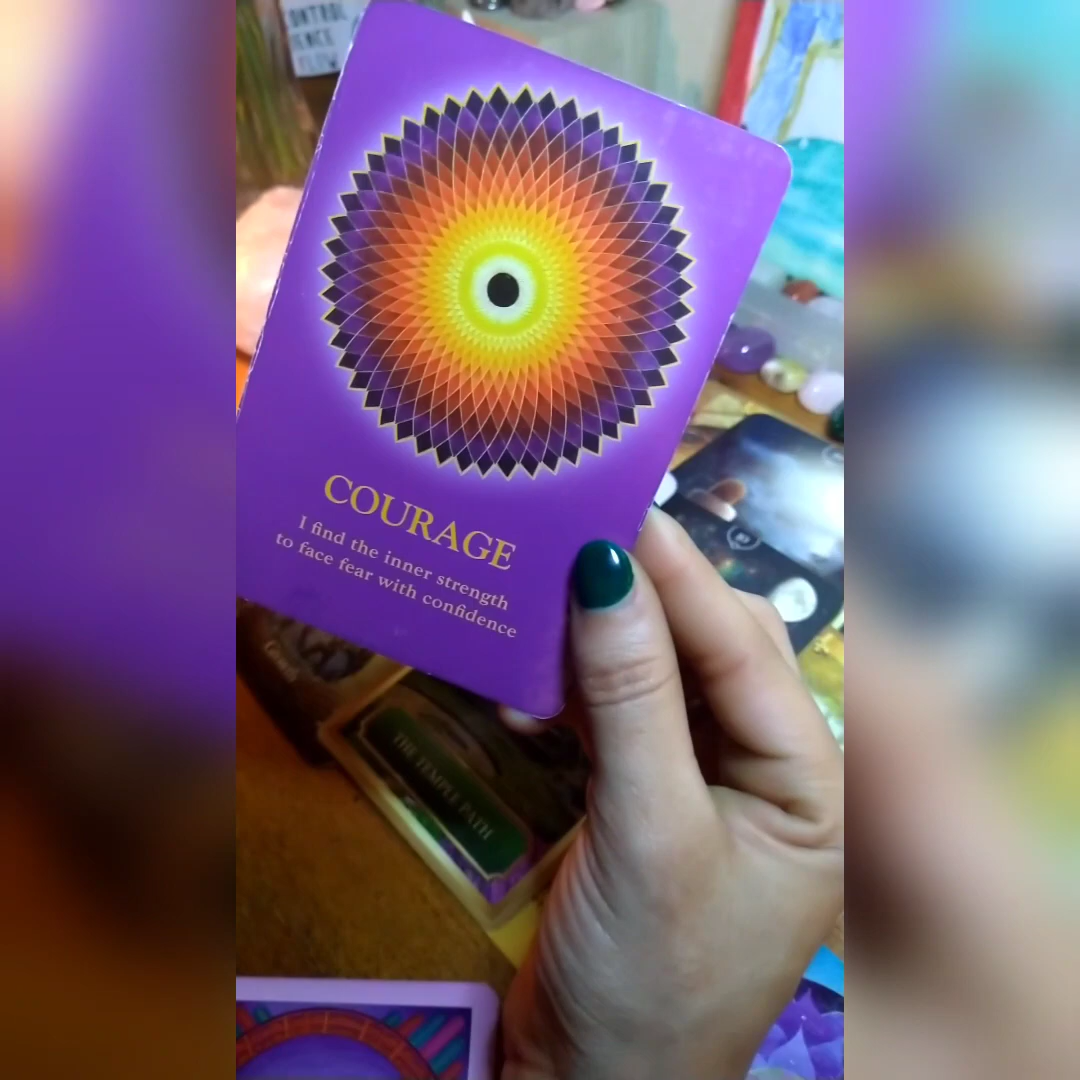 COURAGE
I find the inner strength
to face fear with confidence
THE TEMPLE PATH